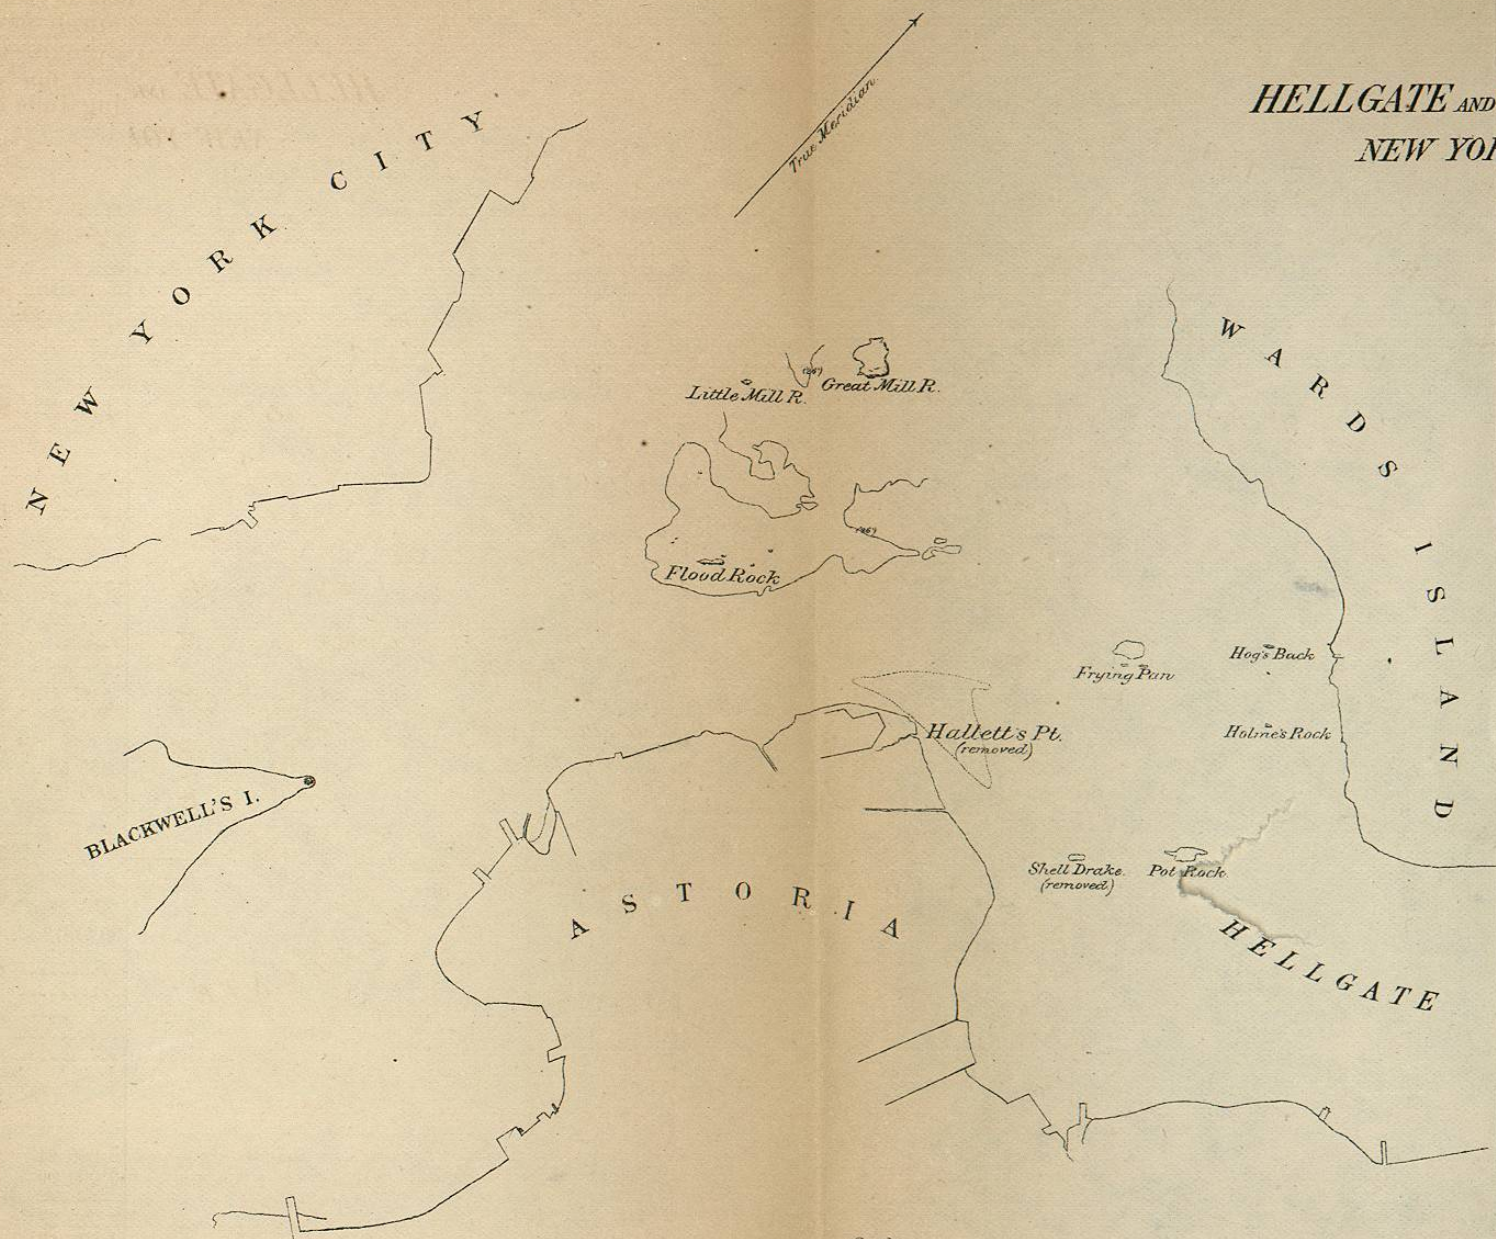 HELLGATE AND
NEW YOR
True Meridian
NEW YORK CITY
WARDS ISLAND
Little Mill R.
Great Mill R.
Flood Rock
Frying Pan
Hog's Back
Hallett's Pt.
(removed)
Holme's Rock
BLACKWELL'S I.
Shell Drake.
(removed)
Pot Rock
ASTORIA
HELLGATE